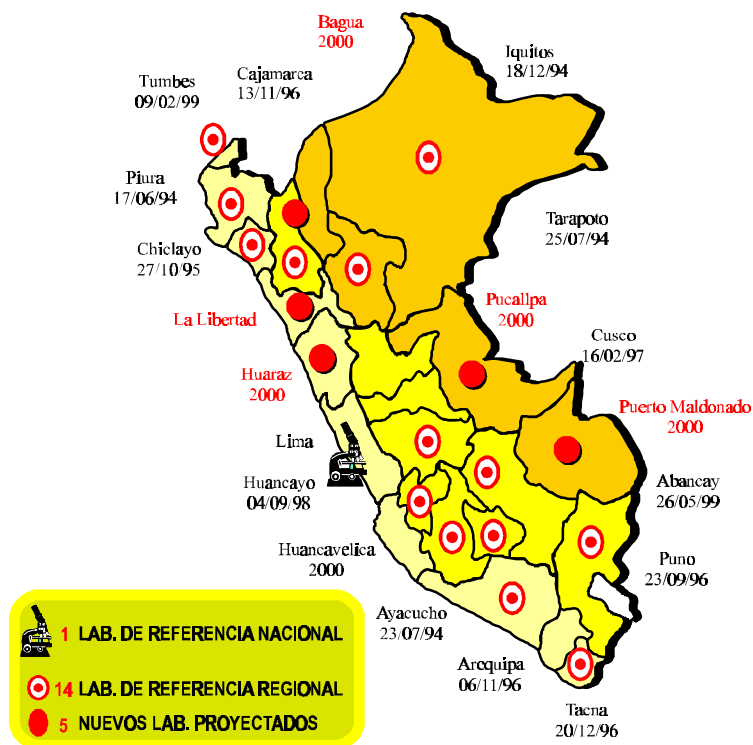 Bagua
2000
Iquitos
18/12/94
Cajamarca
13/11/96
Tumbes
09/02/99
Piura
17/06/94
Tarapoto
25/07/94
Chiclayo
27/10/95
La Libertad
Pucallpa
2000
Cusco
16/02/97
Huaraz
2000
Puerto Maldonado
2000
Lima
Huancayo
04/09/98
Abancay
26/05/99
Huancavelica
2000
Puno
23/09/96
Ayacucho
23/07/94
Arequipa
06/11/96
Tacna
20/12/96
1 LAB. DE REFERENCIA NACIONAL
14 LAB. DE REFERENCIA REGIONAL
5 NUEVOS LAB. PROYECTADOS